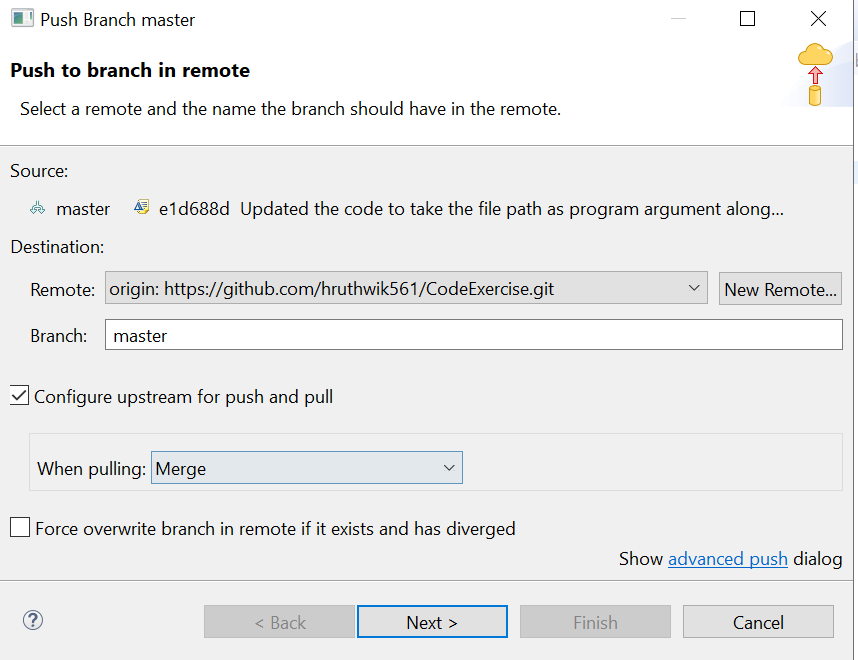 Push Branch master
Push to branch in remote
Select a remote and the name the branch should have in the remote.
Source:
master e1d688d Updated the code to take the file path as program argument along...
Destination:
Remote: origin: https://github.com/hruthwik561/CodeExercise.git New Remote...
Branch: master
Configure upstream for push and pull
When pulling: Merge
Force overwrite branch in remote if it exists and has diverged
Show advanced push dialog
? < Back Next > Finish Cancel